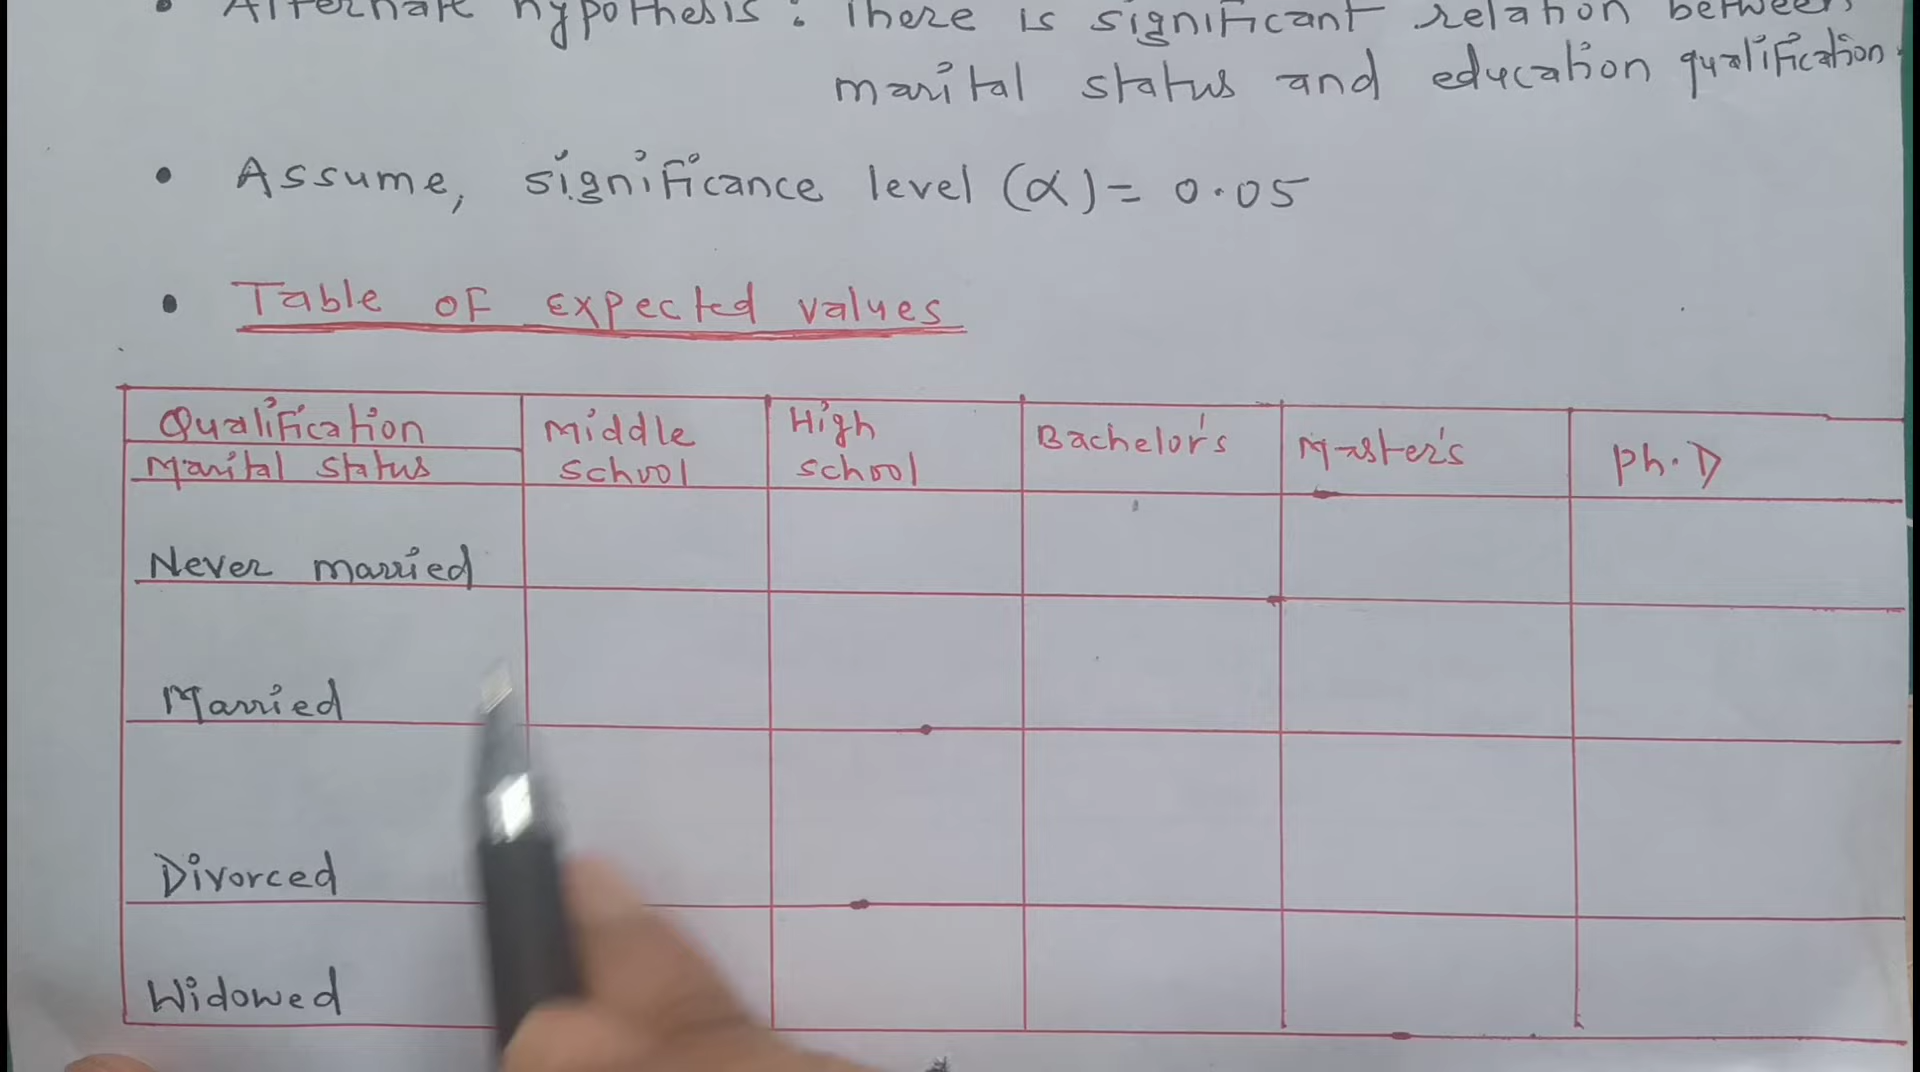 • Alternate hypothesis : There is significant relation between
marital status and education qualification.
• Assume, significance level (α) = 0.05
• Table of expected values
Qualification
Marital status
Middle
school
High
school
Bachelor's
Master's
Ph.D
Never married
Married
Divorced
Widowed